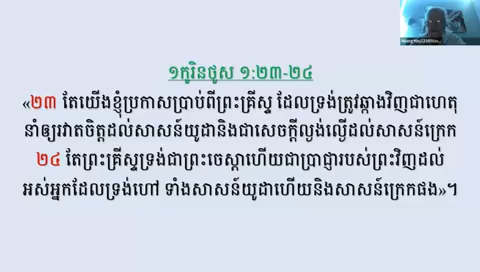 ១កូរិនថូស ១:២៣-២៤
«២៣ តែយើងខ្ញុំប្រកាសប្រាប់ពីព្រះគ្រីស្ទ ដែលទ្រង់ត្រូវឆ្កាងវិញជាហេតុ
នាំឲ្យរវាតចិត្តដល់សាសន៍យូដានិងជាសេចក្ដីល្ងង់ល្ងើដល់សាសន៍ក្រេក
២៤ តែព្រះគ្រីស្ទទ្រង់ជាព្រះចេស្ដាហើយជាប្រាជ្ញារបស់ព្រះវិញដល់
អស់អ្នកដែលទ្រង់ហៅ ទាំងសាសន៍យូដាហើយនិងសាសន៍ក្រេកផង»។